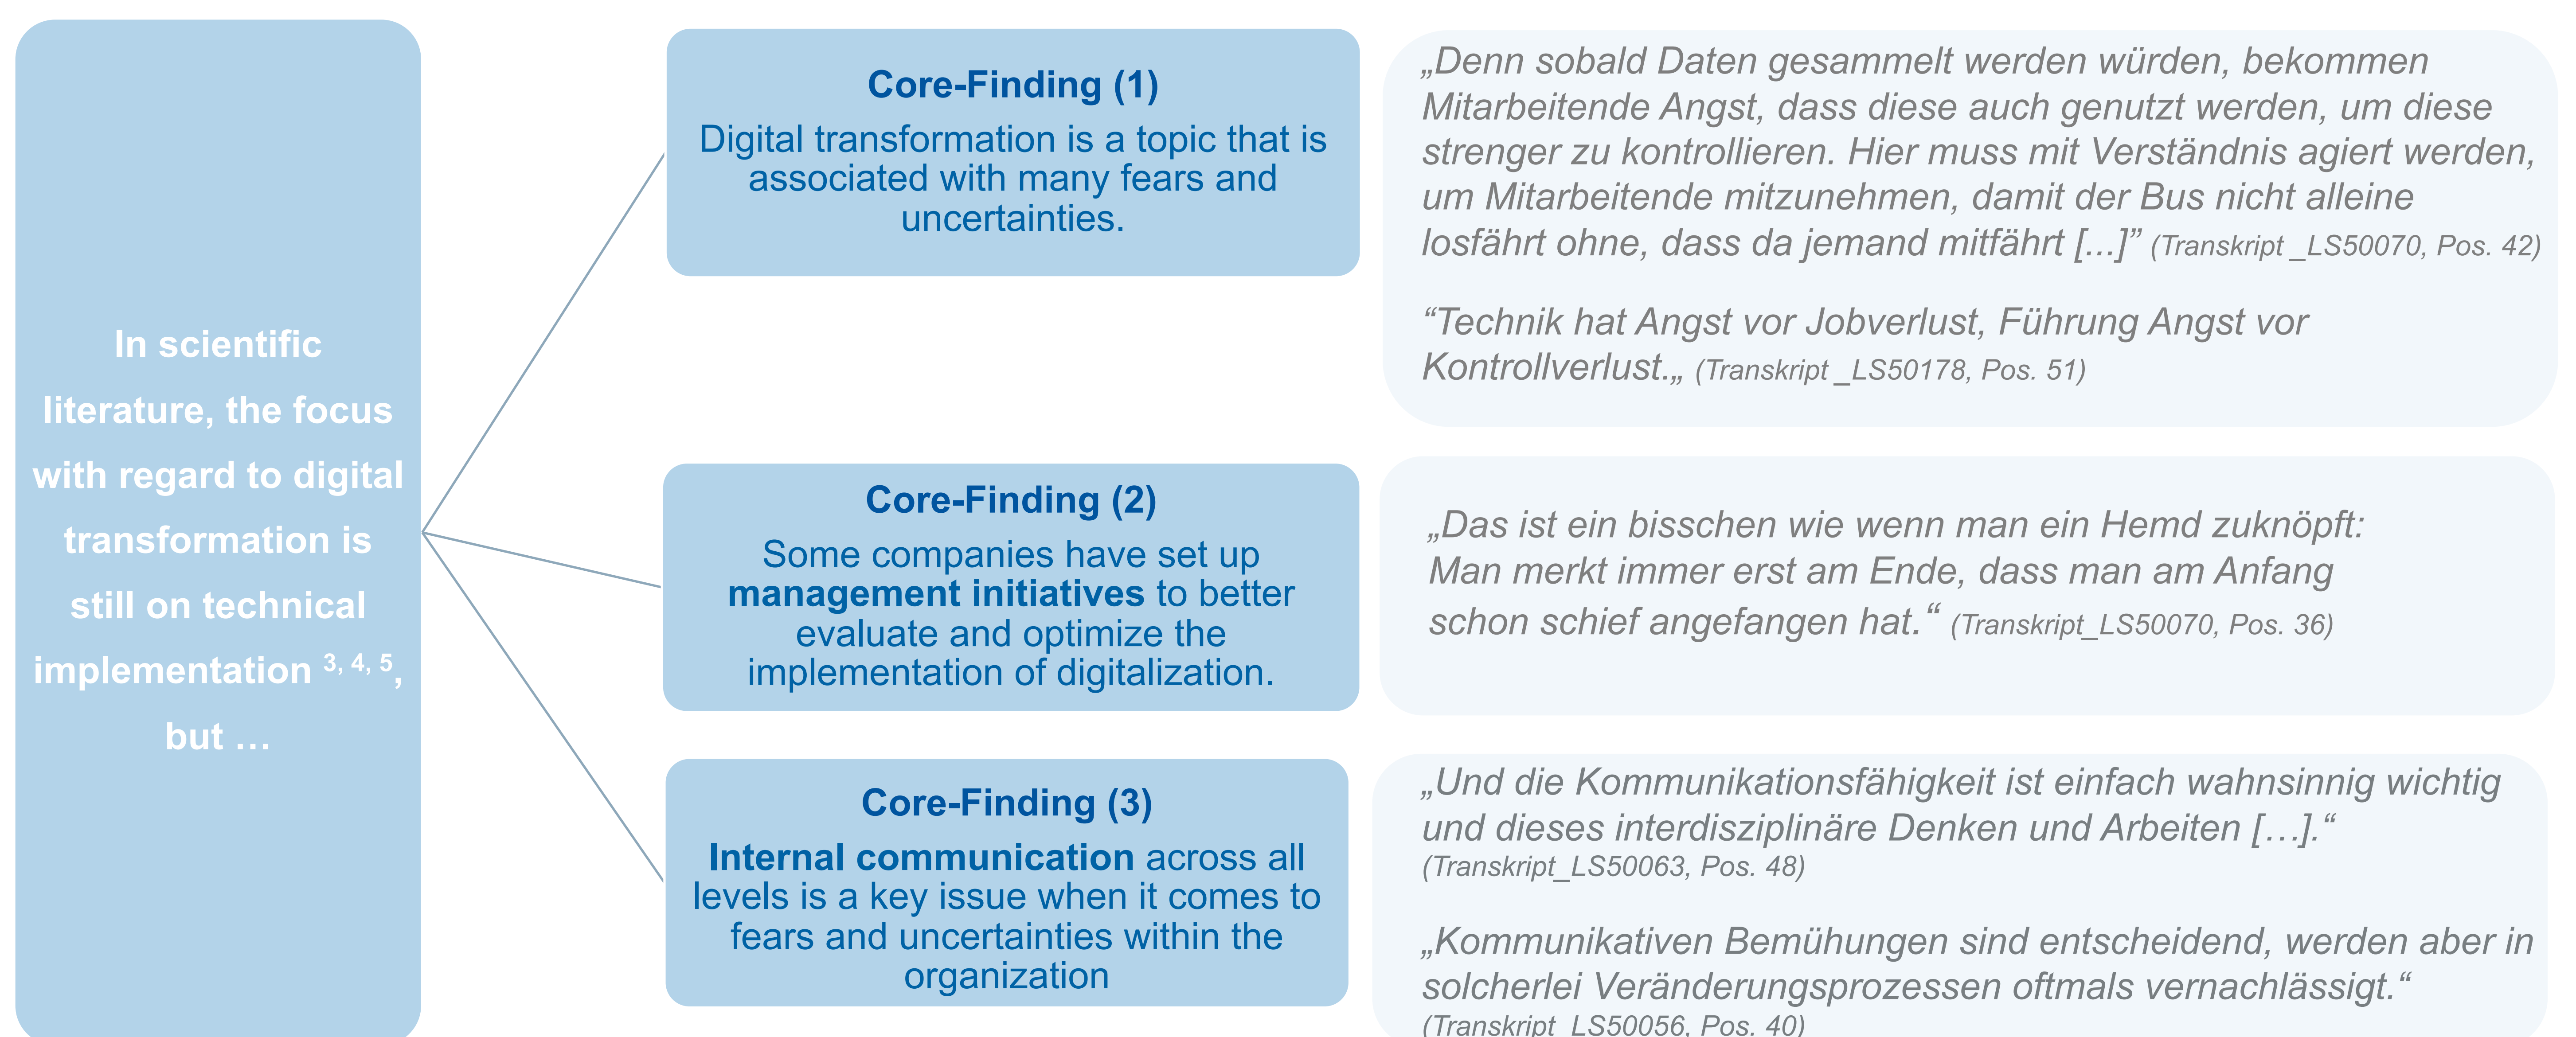 In scientific
literature, the focus
with regard to digital
transformation is
still on technical
implementation 3, 4, 5,
but …
Core-Finding (1)
Digital transformation is a topic that is
associated with many fears and
uncertainties.
„Denn sobald Daten gesammelt werden würden, bekommen
Mitarbeitende Angst, dass diese auch genutzt werden, um diese
strenger zu kontrollieren. Hier muss mit Verständnis agiert werden,
um Mitarbeitende mitzunehmen, damit der Bus nicht alleine
losfährt ohne, dass da jemand mitfährt [...]” (Transkript _LS50070, Pos. 42)
“Technik hat Angst vor Jobverlust, Führung Angst vor
Kontrollverlust.„ (Transkript _LS50178, Pos. 51)
Core-Finding (2)
Some companies have set up
management initiatives to better
evaluate and optimize the
implementation of digitalization.
„Das ist ein bisschen wie wenn man ein Hemd zuknöpft:
Man merkt immer erst am Ende, dass man am Anfang
schon schief angefangen hat.“ (Transkript_LS50070, Pos. 36)
Core-Finding (3)
Internal communication across all
levels is a key issue when it comes to
fears and uncertainties within the
organization
„Und die Kommunikationsfähigkeit ist einfach wahnsinnig wichtig
und dieses interdisziplinäre Denken und Arbeiten […].“
(Transkript_LS50063, Pos. 48)
„Kommunikativen Bemühungen sind entscheidend, werden aber in
solcherlei Veränderungsprozessen oftmals vernachlässigt.“
(Transkript_LS50056, Pos. 40)